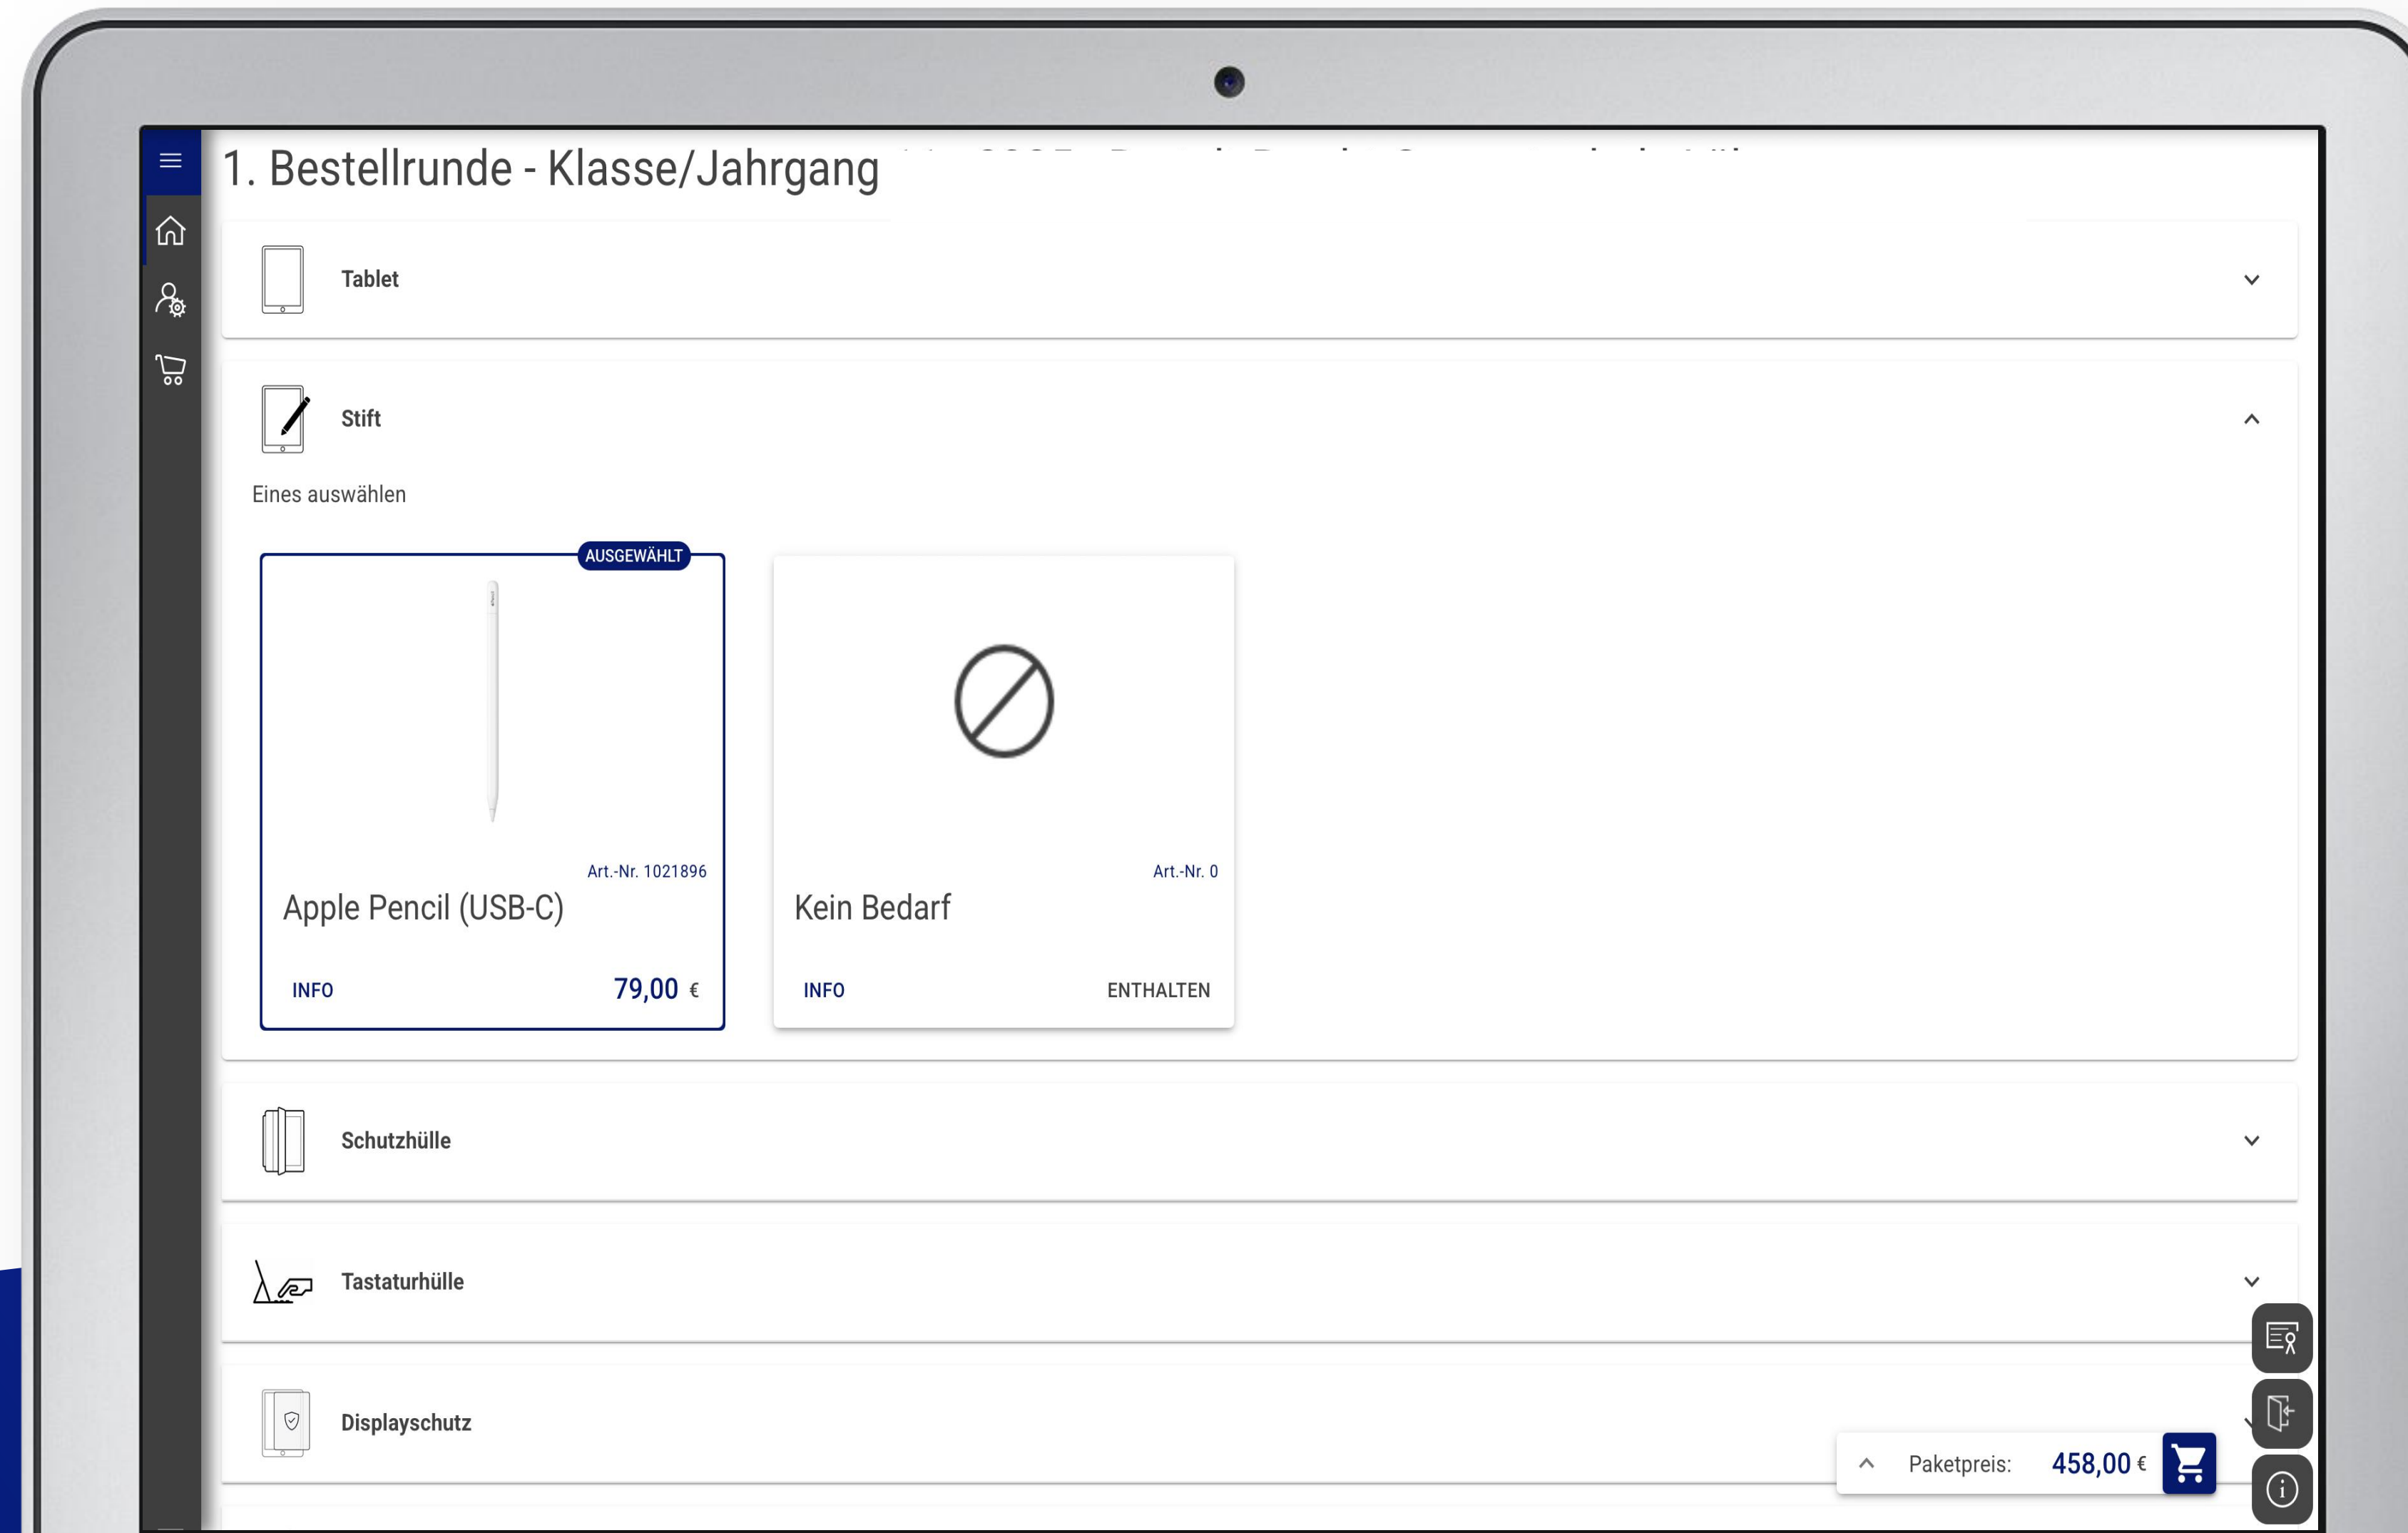 1. Bestellrunde - Klasse/Jahrgang
Tablet
Stift
Eines auswählen
AUSGEWÄHLT
Art.-Nr. 1021896
Apple Pencil (USB-C)
INFO
79,00 €
Art.-Nr. 0
Kein Bedarf
INFO
ENTHALTEN
Schutzhülle
Tastaturhülle
Displayschutz
Paketpreis: 458,00 €